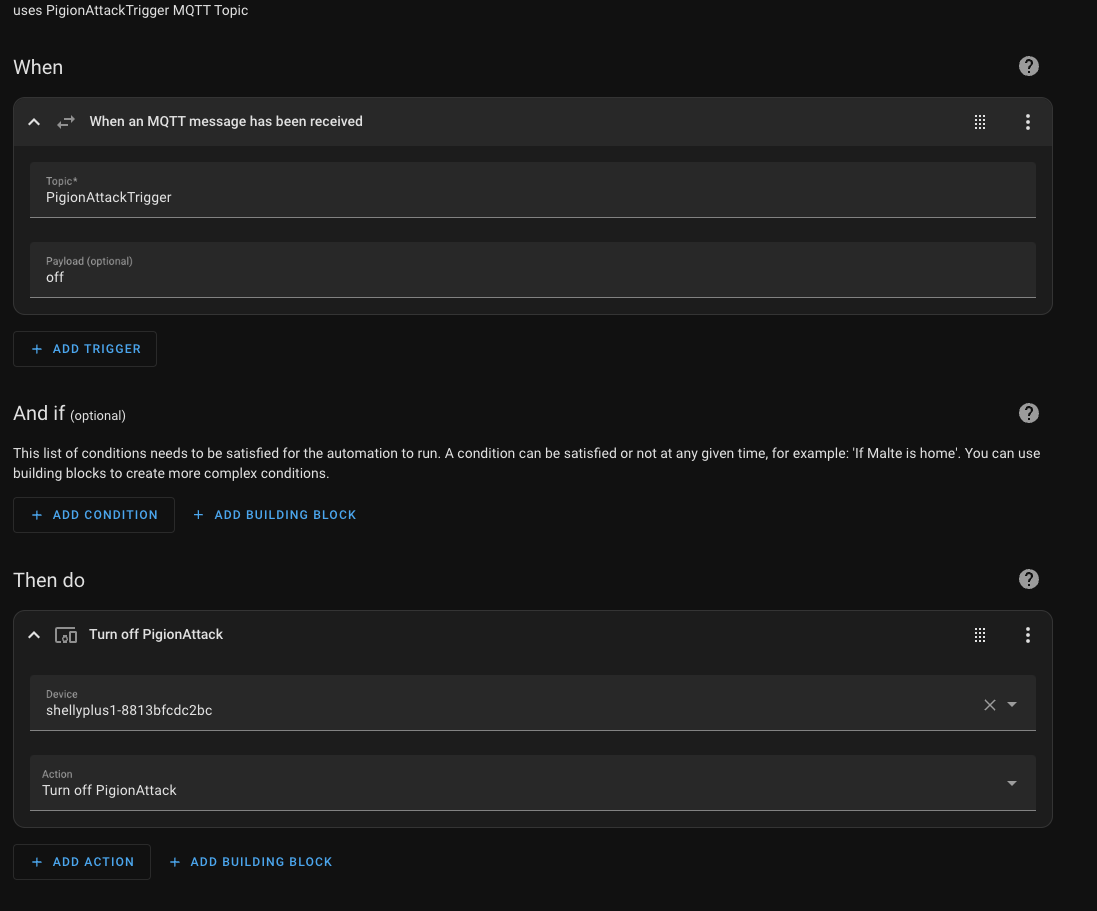 uses PigionAttackTrigger MQTT Topic
When
When an MQTT message has been received
Topic*
PigionAttackTrigger
Payload (optional)
off
+ ADD TRIGGER
And if (optional)
This list of conditions needs to be satisfied for the automation to run. A condition can be satisfied or not at any given time, for example: 'If Malte is home'. You can use
building blocks to create more complex conditions.
+ ADD CONDITION + ADD BUILDING BLOCK
Then do
Turn off PigionAttack
Device
shellyplus1-8813bfcdc2bc
Action
Turn off PigionAttack
+ ADD ACTION + ADD BUILDING BLOCK